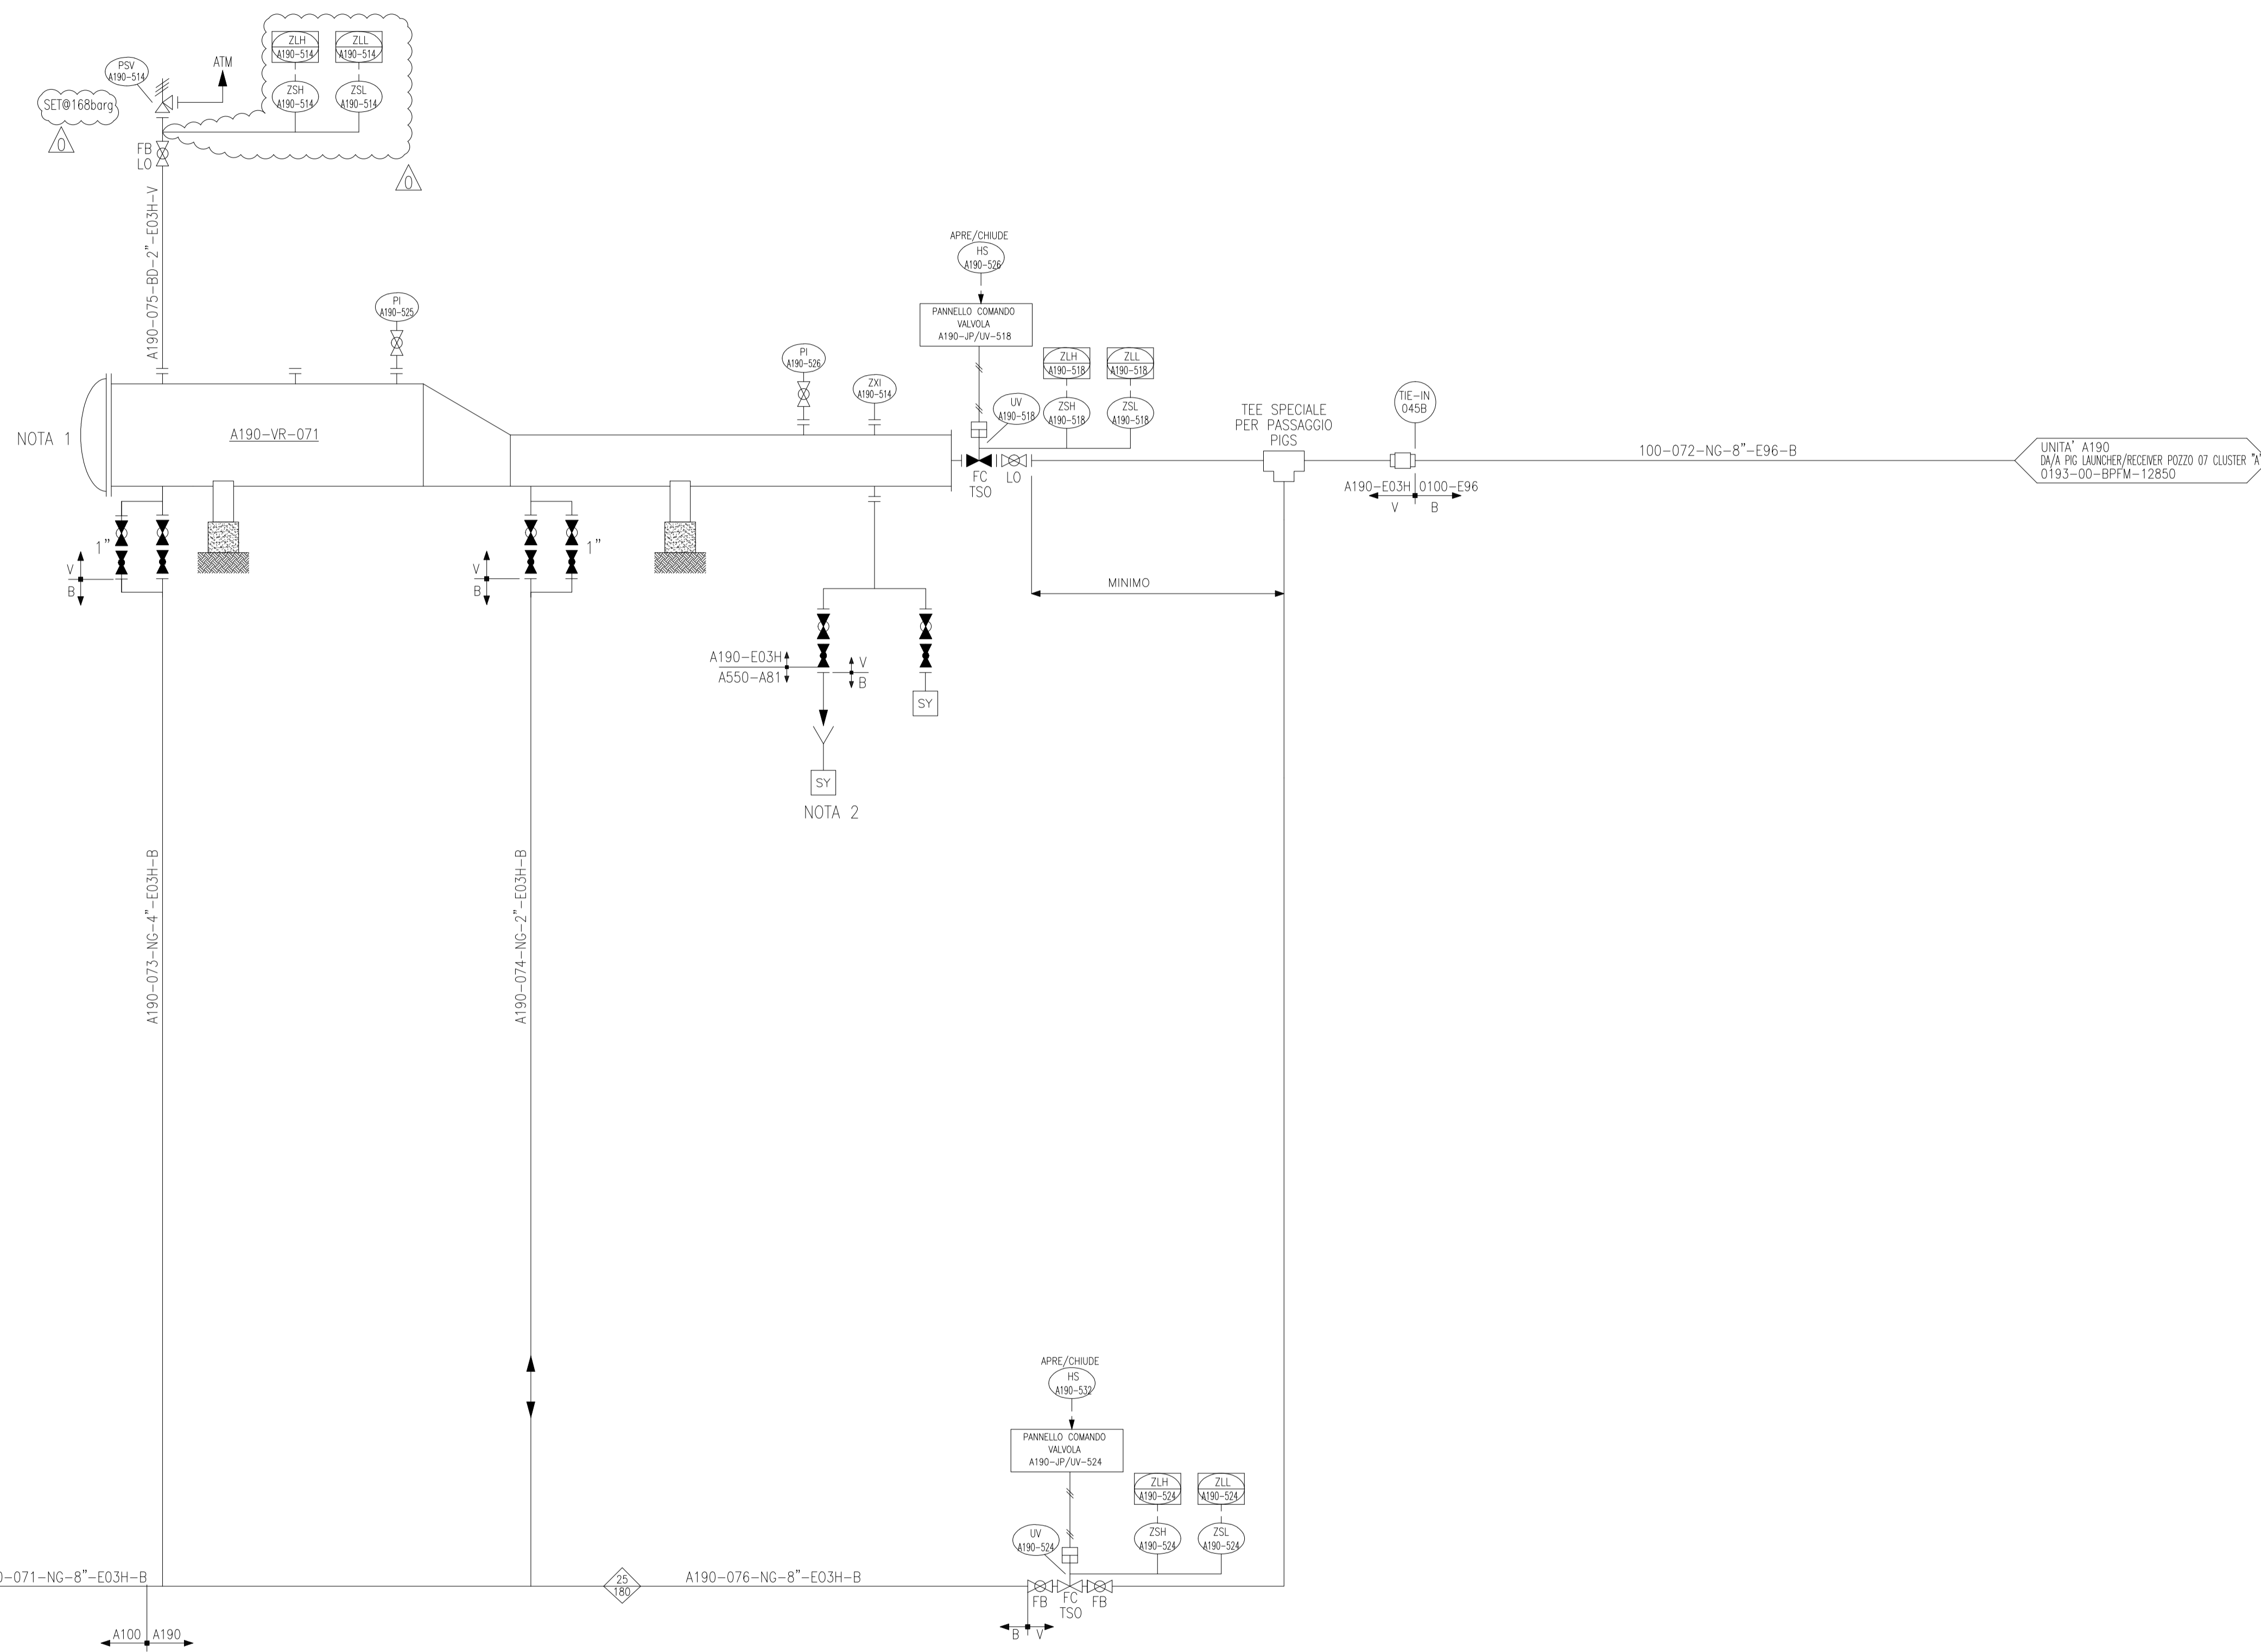 ZLH
A190-514
ZLL
A190-514
PSV
A190-514
ATM
ZSH
A190-514
ZSL
A190-514
SET@168barg
0
FB
LO
0
A190-075-BD-2"-E03H-V
APRE/CHIUDE
HS
A190-526
PI
A190-525
PANNELLO COMANDO
VALVOLA
A190-JP/UV-518
PI
A190-526
ZXI
A190-514
ZLH
A190-518
ZLL
A190-518
UV
A190-518
ZSH
A190-518
ZSL
A190-518
TEE SPECIALE
PER PASSAGGIO
PIGS
TIE-IN
045B
NOTA 1
A190-VR-071
FC
TSO
LO
100-072-NG-8"-E96-B
UNITA' A190
DA/A PIG LAUNCHER/RECEIVER POZZO 07 CLUSTER "A"
0193-00-BPFM-12850
A190-E03H
0100-E96
V
B
1"
V
B
V
B
1"
MINIMO
A190-E03H
A550-A81
V
B
SY
SY
NOTA 2
A190-073-NG-4"-E03H-B
A190-074-NG-2"-E03H-B
APRE/CHIUDE
HS
A190-532
PANNELLO COMANDO
VALVOLA
A190-JP/UV-524
ZLH
A190-524
ZLL
A190-524
UV
A190-524
ZSH
A190-524
ZSL
A190-524
-071-NG-8"-E03H-B
25
180
A190-076-NG-8"-E03H-B
FB
FC
TSO
FB
A100
A190
B
V